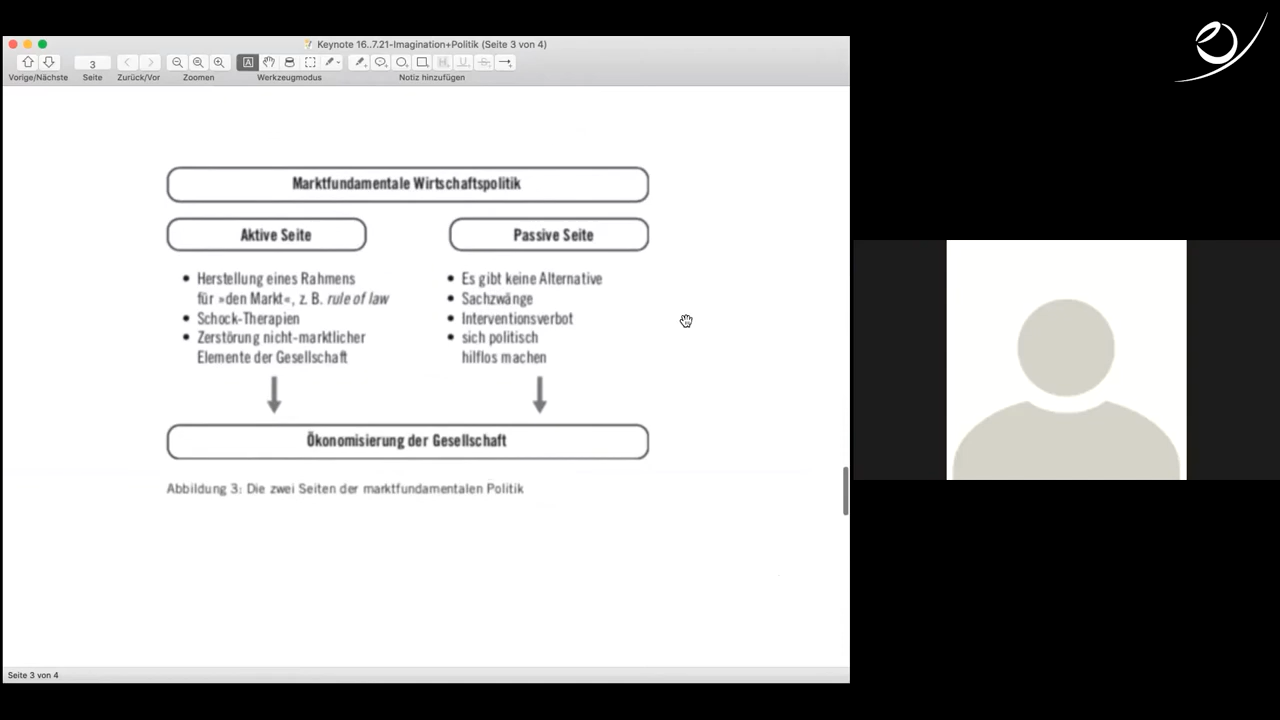 Keynote 16..7.21-Imagination+Politik (Seite 3 von 4)
3
Vorige/Nächste Seite Zurück/Vor Zoomen Werkzeugmodus Notiz hinzufügen
Marktfundamentale Wirtschaftspolitik
Aktive Seite
• Herstellung eines Rahmens
für »den Markt«, z. B. rule of law
• Schock-Therapien
• Zerstörung nicht-marktlicher
Elemente der Gesellschaft
Passive Seite
• Es gibt keine Alternative
• Sachzwänge
• Interventionsverbot
• sich politisch
hilflos machen
Ökonomisierung der Gesellschaft
Abbildung 3: Die zwei Seiten der marktfundamentalen Politik
Seite 3 von 4